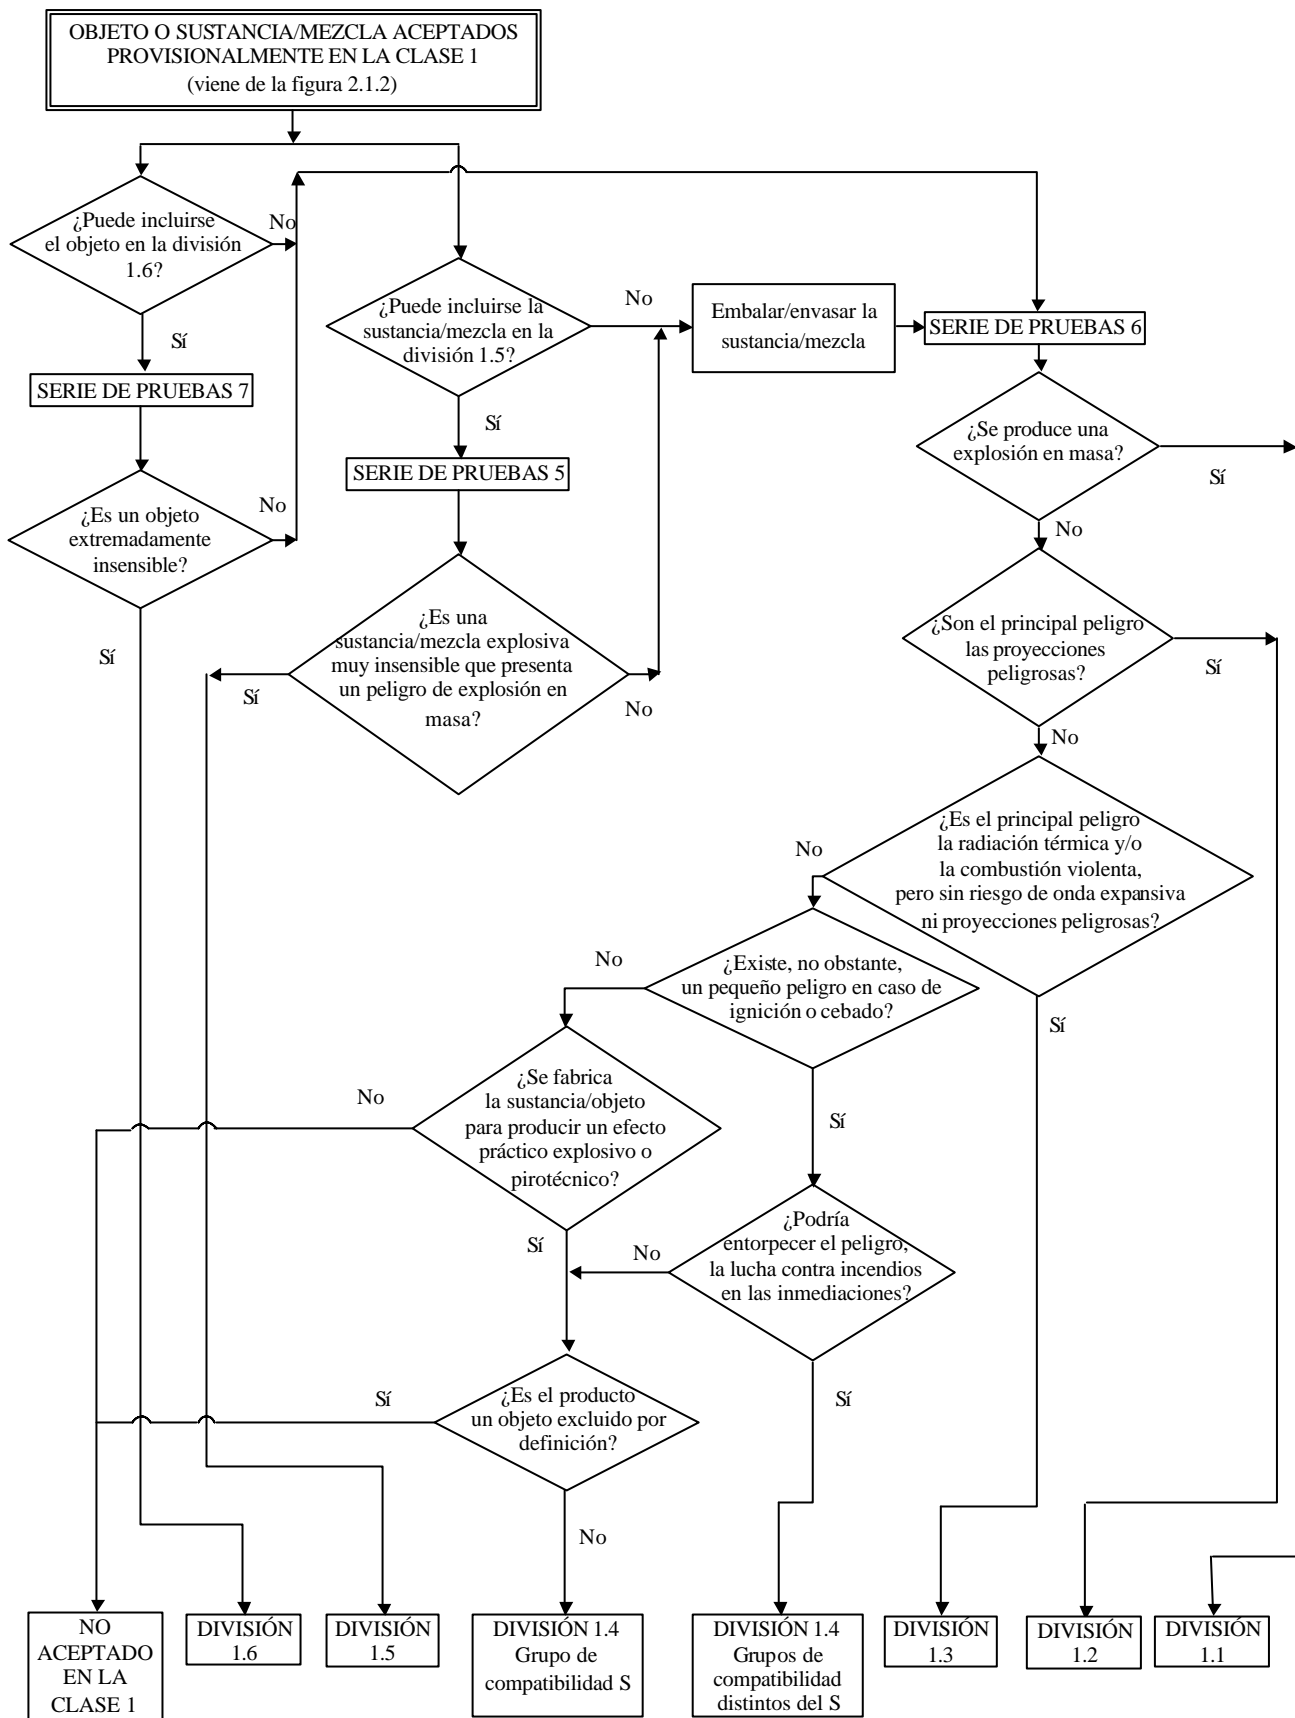 OBJETO O SUSTANCIA/MEZCLA ACEPTADOS
PROVISIONALMENTE EN LA CLASE 1
(viene de la figura 2.1.2)
¿Puede incluirse
el objeto en la división
1.6?
No
Sí
SERIE DE PRUEBAS 7
¿Es un objeto
extremadamente
insensible?
No
Sí
¿Puede incluirse la
sustancia/mezcla en la
división 1.5?
No
Sí
Embalar/envasar la
sustancia/mezcla
SERIE DE PRUEBAS 5
¿Es una
sustancia/mezcla explosiva
muy insensible que presenta
un peligro de explosión en
masa?
Sí
No
SERIE DE PRUEBAS 6
¿Se produce una
explosión en masa?
Sí
No
¿Son el principal peligro
las proyecciones
peligrosas?
Sí
No
¿Es el principal peligro
la radiación térmica y/o
la combustión violenta,
pero sin riesgo de onda expansiva
ni proyecciones peligrosas?
No
Sí
¿Existe, no obstante,
un pequeño peligro en caso de
ignición o cebado?
No
Sí
¿Se fabrica
la sustancia/objeto
para producir un efecto
práctico explosivo o
pirotécnico?
No
Sí
¿Podría
entorpecer el peligro,
la lucha contra incendios
en las inmediaciones?
No
Sí
¿Es el producto
un objeto excluido por
definición?
Sí
No
NO
ACEPTADO
EN LA
CLASE 1
DIVISIÓN
1.6
DIVISIÓN
1.5
DIVISIÓN 1.4
Grupo de
compatibilidad S
DIVISIÓN 1.4
Grupos de
compatibilidad
distintos del S
DIVISIÓN
1.3
DIVISIÓN
1.2
DIVISIÓN
1.1